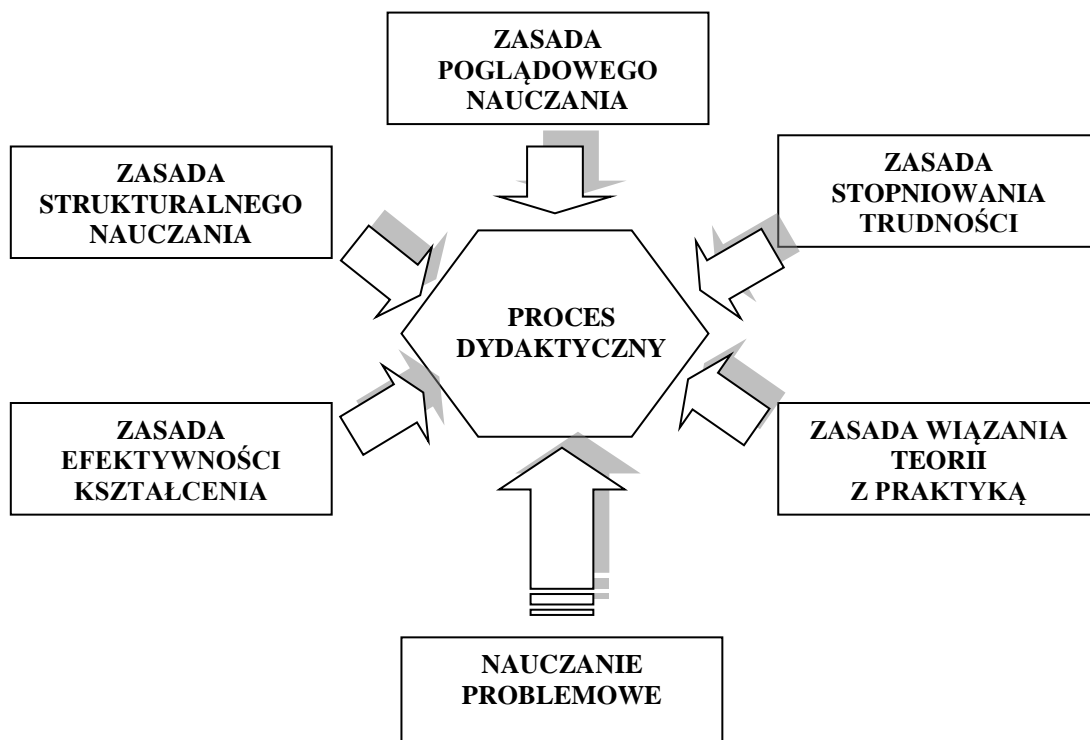 ZASADA
POGLĄDOWEGO
NAUCZANIA
ZASADA
STRUKTURALNEGO
NAUCZANIA
ZASADA
STOPNIOWANIA
TRUDNOŚCI
PROCES
DYDAKTYCZNY
ZASADA
EFEKTYWNOŚCI
KSZTAŁCENIA
ZASADA WIĄZANIA
TEORII
Z PRAKTYKĄ
NAUCZANIE
PROBLEMOWE